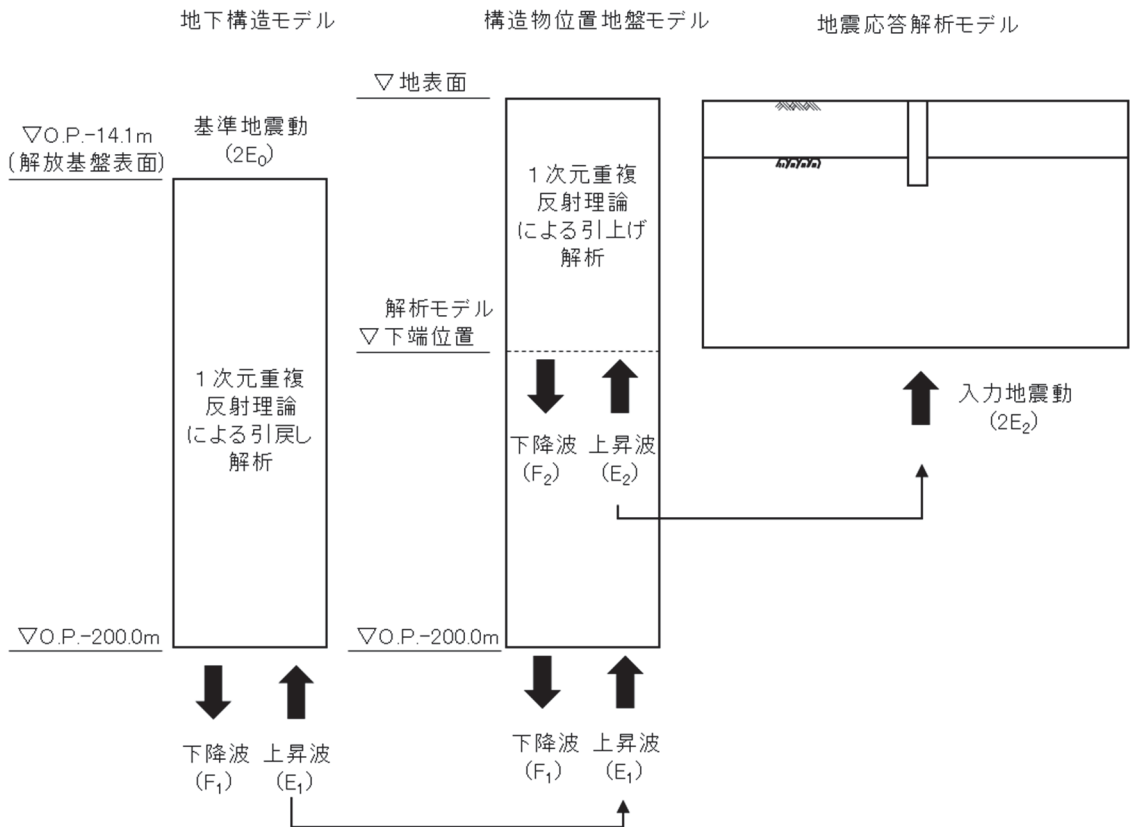 地下構造モデル
構造物位置地盤モデル
地震応答解析モデル
▽O.P.-14.1m
(解放基盤表面)
基準地震動
(2E₀)
1次元重複
反射理論
による引戻し
解析
▽O.P.-200.0m
下降波
(F₁)
上昇波
(E₁)
▽地表面
1次元重複
反射理論
による引上げ
解析
解析モデル
▽下端位置
下降波
(F₂)
上昇波
(E₂)
▽O.P.-200.0m
下降波
(F₁)
上昇波
(E₁)
入力地震動
(2E₂)